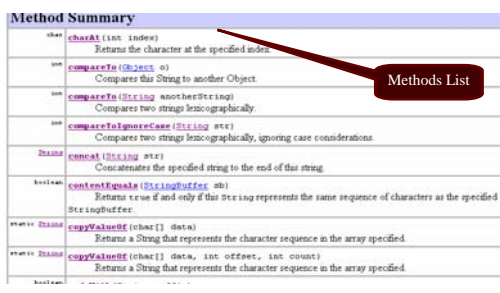 Method Summary
char charAt(int index)
Returns the character at the specified index.
Methods List
int compareTo(Object o)
Compares this String to another Object.
int compareTo(String anotherString)
Compares two strings lexicographically.
int compareToIgnoreCase(String str)
Compares two strings lexicographically, ignoring case considerations.
String concat(String str)
Concatenates the specified string to the end of this string.
boolean contentEquals(StringBuffer sb)
Returns true if and only if this String represents the same sequence of characters as the specified
StringBuffer.
static String copyValueOf(char[] data)
Returns a String that represents the character sequence in the array specified.
static String copyValueOf(char[] data, int offset, int count)
Returns a String that represents the character sequence in the array specified.
boolean